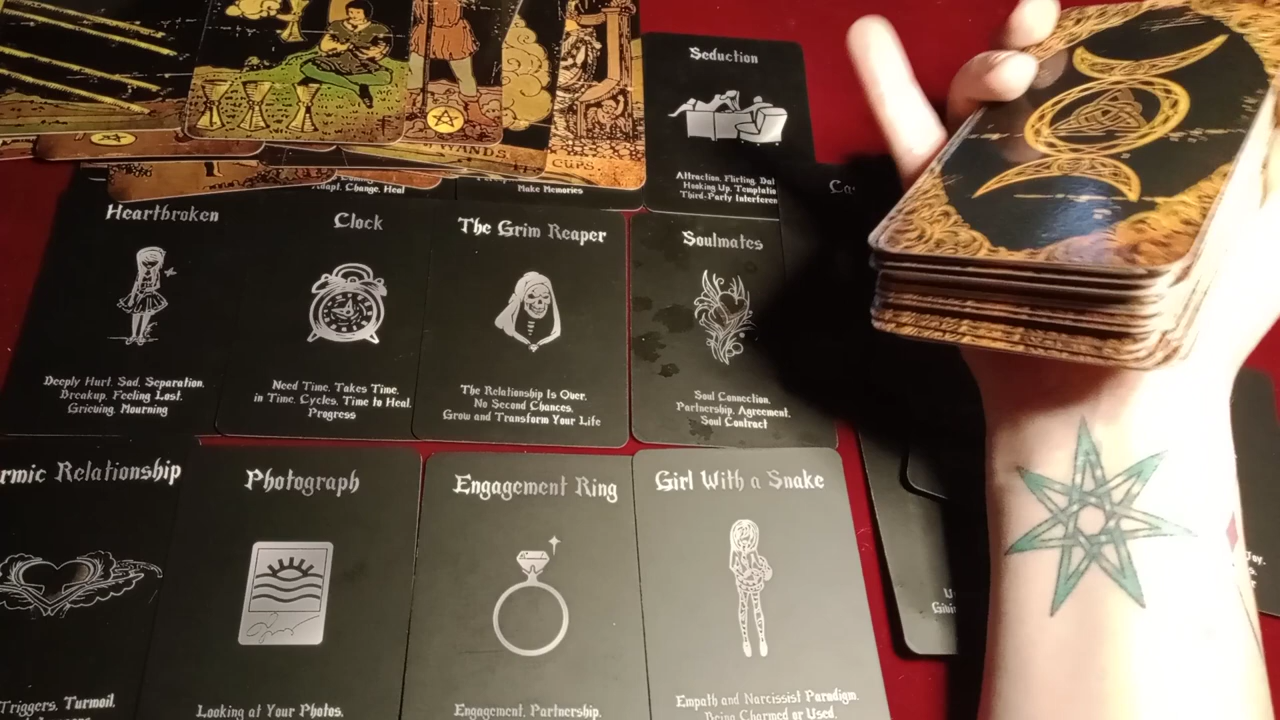 WANDS.
CUPS
Seduction
Attraction, Flirting, Dat
Hooking Up, Temptatio
Third-Party Interferen
Adapt, Change, Heal
Make Memories
Ca
Heartbroken
Deeply Hurt, Sad, Separation,
Breakup, Feeling Lost,
Grieving, Mourning
Clock
Need Time, Takes Time,
in Time, Cycles, Time to Heal,
Progress
The Grim Reaper
The Relationship Is Over,
No Second Chances,
Grow and Transform Your Life
Soulmates
Soul Connection,
Partnership, Agreement,
Soul Contract
rmic Relationship
Triggers, Turmoil,
Photograph
Looking at Your Photos,
Engagement Ring
Engagement, Partnership,
Girl With a Snake
Empath and Narcissist Paradigm,
Being Charmed or Used,